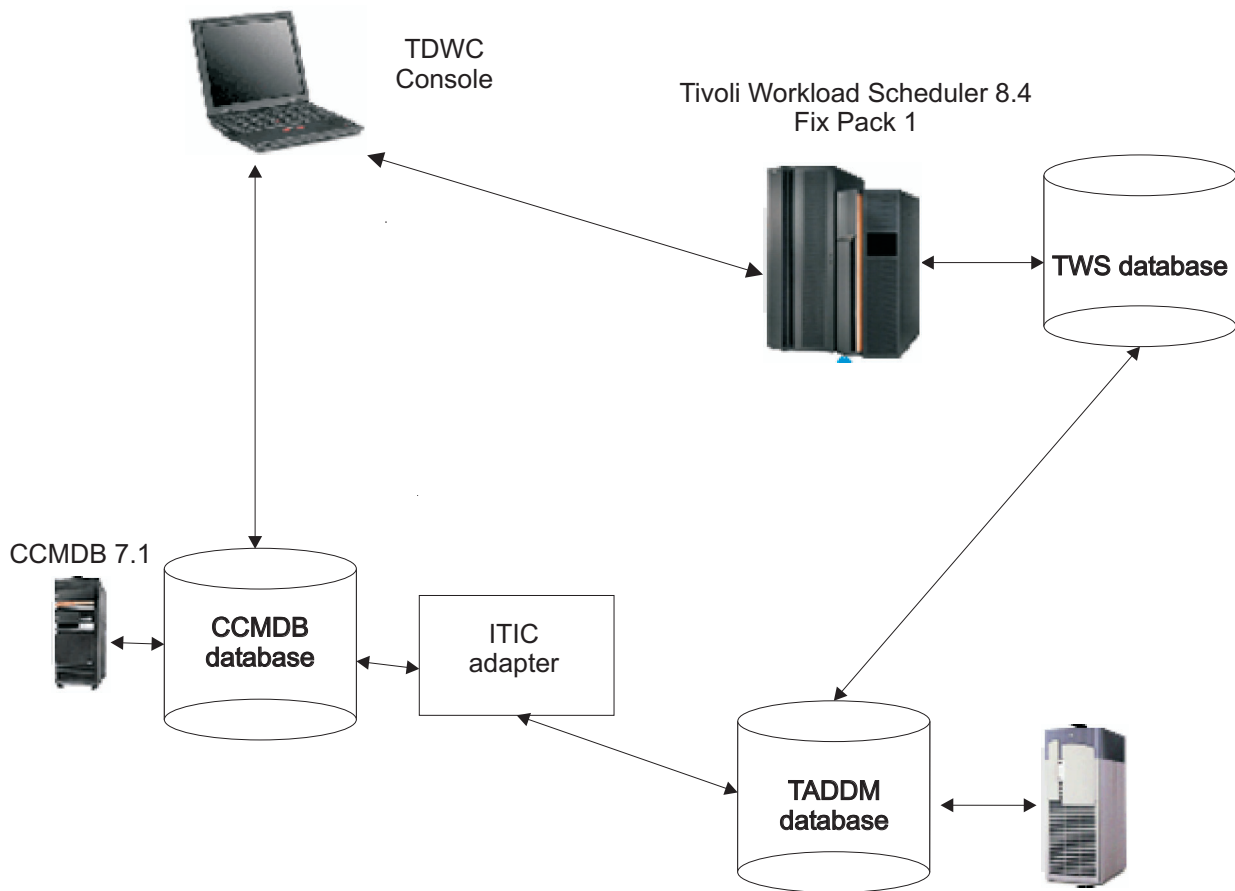 TDWC
Console
Tivoli Workload Scheduler 8.4
Fix Pack 1
TWS database
CCMDB 7.1
CCMDB
database
ITIC
adapter
TADDM
database